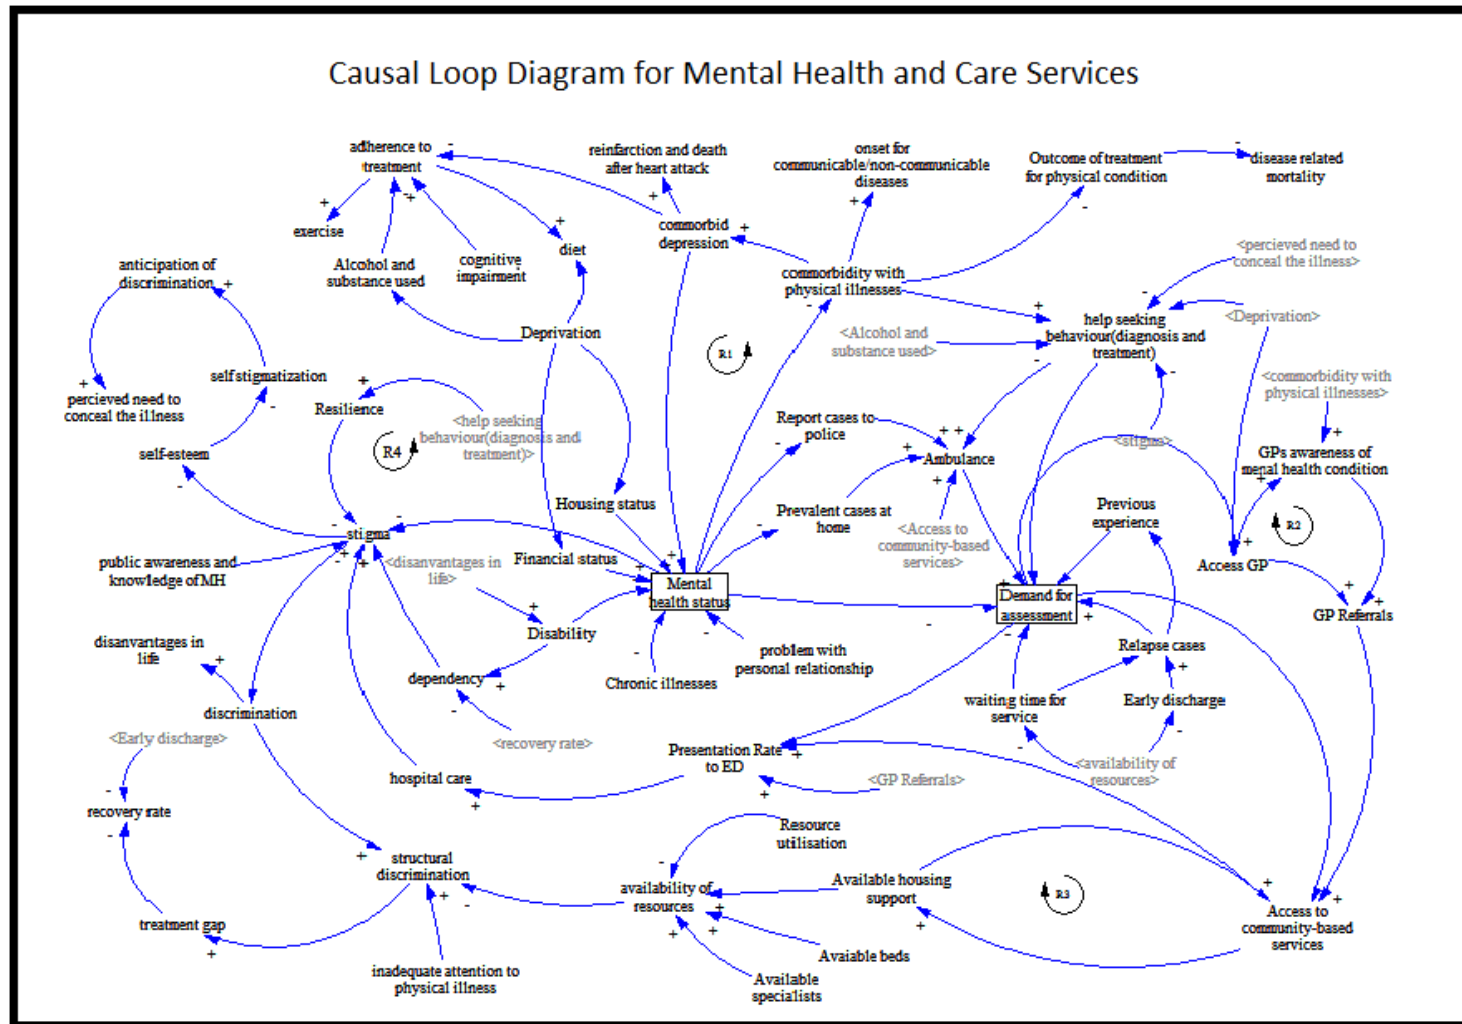 Causal Loop Diagram for Mental Health and Care Services
adherence to
treatment
reinfarction and death
after heart attack
onset for
communicable/non-communicable
diseases
Outcome of treatment
for physical condition
disease related
mortality
exercise
Alcohol and
substance used
cognitive
impairment
diet
commorbid
depression
commorbidity with
physical illnesses
<percieved need to
conceal the illness>
anticipation of
discrimination
Deprivation
<Alcohol and
substance used>
help seeking
behaviour(diagnosis and
treatment)
<Deprivation>
self stigmatization
percieved need to
conceal the illness
Resilience
<help seeking
behaviour(diagnosis and
treatment)>
R1
<commorbidity with
physical illnesses>
Report cases to
police
<stigma>
self-esteem
R4
Ambulance
GPs awareness of
menal health condition
Housing status
Prevalent cases at
home
Previous
experience
stigma
<Access to
community-based
services>
R2
public awareness and
knowledge of MH
<disanvantages in
life>
Financial status
Access GP
Mental
health status
Demand for
assessment
GP Referrals
Disability
disanvantages in
life
problem with
personal relationship
Relapse cases
dependency
Chronic illnesses
waiting time for
service
Early discharge
discrimination
<Early discharge>
<recovery rate>
Presentation Rate
to ED
<availability of
resources>
hospital care
<GP Referrals>
recovery rate
Resource
utilisation
structural
discrimination
availability of
resources
Available housing
support
R3
treatment gap
Access to
community-based
services
Avaiable beds
inadequate attention to
physical illness
Available
specialists